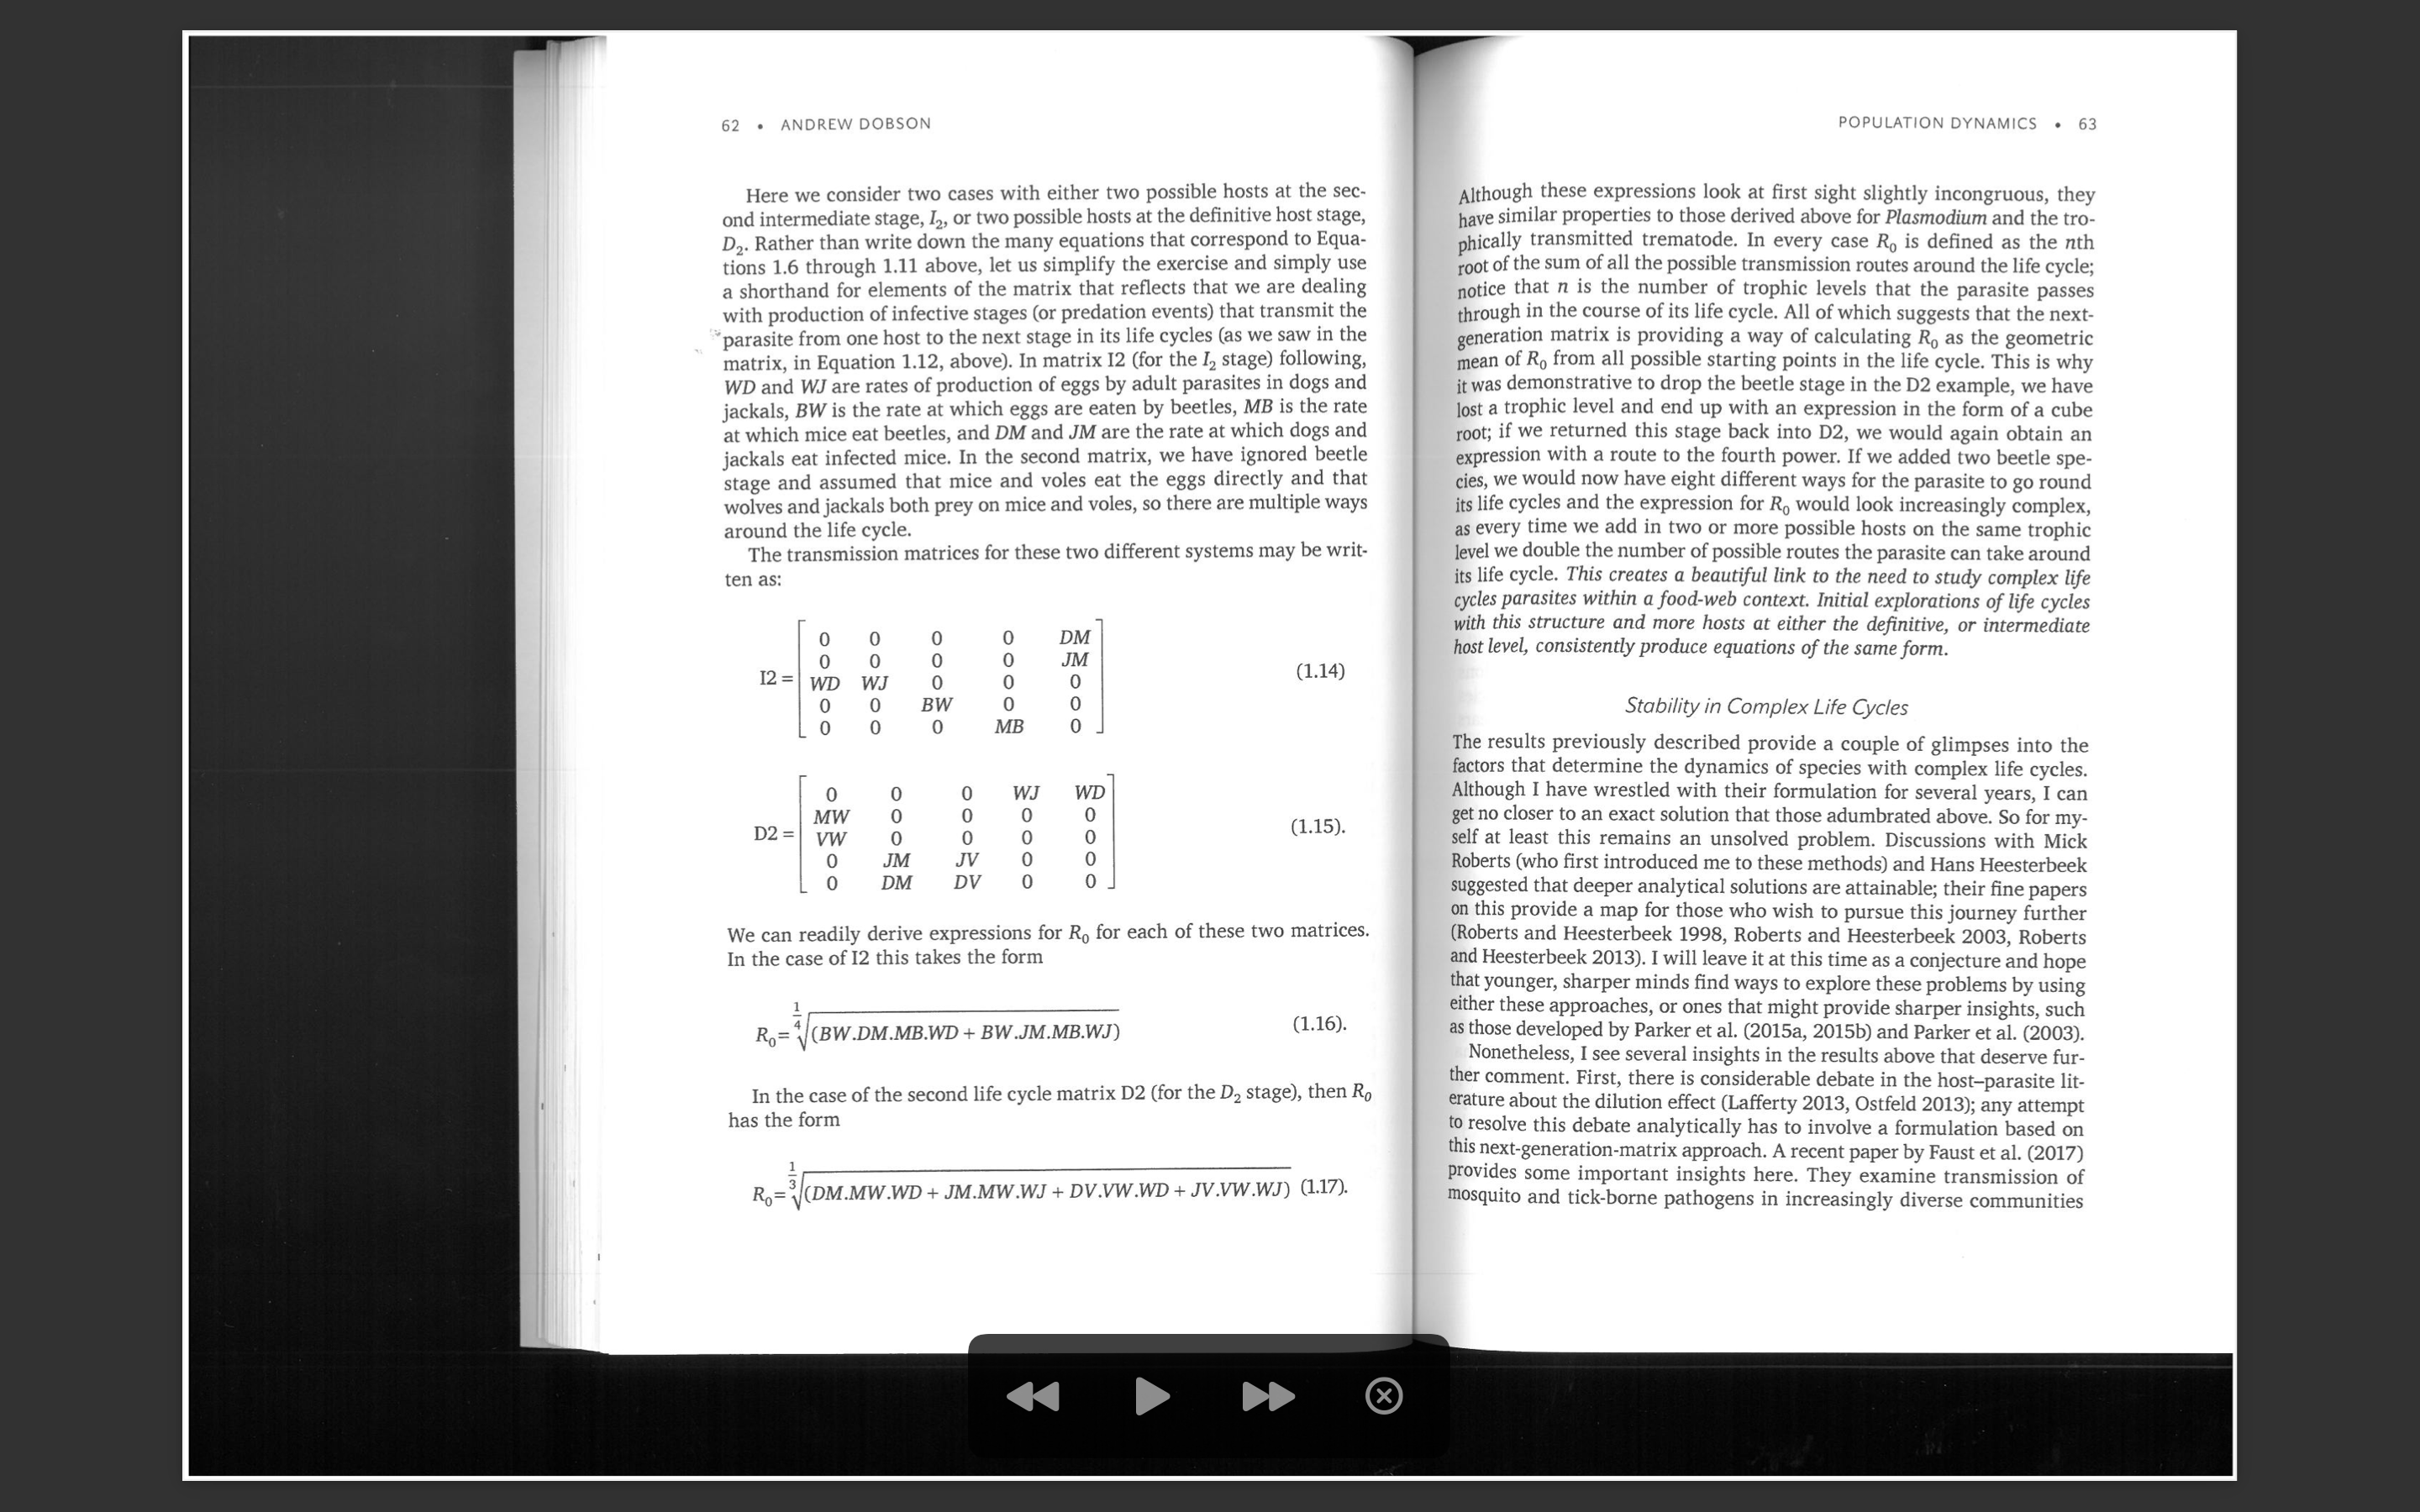 62 • ANDREW DOBSON
Here we consider two cases with either two possible hosts at the sec-
ond intermediate stage, I₂, or two possible hosts at the definitive host stage,
D₂. Rather than write down the many equations that correspond to Equa-
tions 1.6 through 1.11 above, let us simplify the exercise and simply use
a shorthand for elements of the matrix that reflects that we are dealing
with production of infective stages (or predation events) that transmit the
parasite from one host to the next stage in its life cycles (as we saw in the
matrix, in Equation 1.12, above). In matrix I2 (for the I₂ stage) following,
WD and WJ are rates of production of eggs by adult parasites in dogs and
jackals, BW is the rate at which eggs are eaten by beetles, MB is the rate
at which mice eat beetles, and DM and JM are the rate at which dogs and
jackals eat infected mice. In the second matrix, we have ignored beetle
stage and assumed that mice and voles eat the eggs directly and that
wolves and jackals both prey on mice and voles, so there are multiple ways
around the life cycle.
The transmission matrices for these two different systems may be writ-
ten as:
0 0 0 0 DM
0 0 0 0 JM
I2 = WD WJ 0 0 0 (1.14)
0 0 BW 0 0
0 0 0 MB 0
0 0 0 WJ WD
MW 0 0 0 0
D2 = VW 0 0 0 0 (1.15).
0 JM JV 0 0
0 DM DV 0 0
We can readily derive expressions for R₀ for each of these two matrices.
In the case of I2 this takes the form
R₀= 1/4 √(BW.DM.MB.WD + BW.JM.MB.WJ) (1.16).
In the case of the second life cycle matrix D2 (for the D₂ stage), then R₀
has the form
R₀= 1/3 √(DM.MW.WD + JM.MW.WJ + DV.VW.WD + JV.VW.WJ) (1.17).
POPULATION DYNAMICS • 63
Although these expressions look at first sight slightly incongruous, they
have similar properties to those derived above for Plasmodium and the tro-
phically transmitted trematode. In every case R₀ is defined as the nth
root of the sum of all the possible transmission routes around the life cycle;
notice that n is the number of trophic levels that the parasite passes
through in the course of its life cycle. All of which suggests that the next-
generation matrix is providing a way of calculating R₀ as the geometric
mean of R₀ from all possible starting points in the life cycle. This is why
it was demonstrative to drop the beetle stage in the D2 example, we have
lost a trophic level and end up with an expression in the form of a cube
root; if we returned this stage back into D2, we would again obtain an
expression with a route to the fourth power. If we added two beetle spe-
cies, we would now have eight different ways for the parasite to go round
its life cycles and the expression for R₀ would look increasingly complex,
as every time we add in two or more possible hosts on the same trophic
level we double the number of possible routes the parasite can take around
its life cycle. This creates a beautiful link to the need to study complex life
cycles parasites within a food-web context. Initial explorations of life cycles
with this structure and more hosts at either the definitive, or intermediate
host level, consistently produce equations of the same form.
Stability in Complex Life Cycles
The results previously described provide a couple of glimpses into the
factors that determine the dynamics of species with complex life cycles.
Although I have wrestled with their formulation for several years, I can
get no closer to an exact solution that those adumbrated above. So for my-
self at least this remains an unsolved problem. Discussions with Mick
Roberts (who first introduced me to these methods) and Hans Heesterbeek
suggested that deeper analytical solutions are attainable; their fine papers
on this provide a map for those who wish to pursue this journey further
(Roberts and Heesterbeek 1998, Roberts and Heesterbeek 2003, Roberts
and Heesterbeek 2013). I will leave it at this time as a conjecture and hope
that younger, sharper minds find ways to explore these problems by using
either these approaches, or ones that might provide sharper insights, such
as those developed by Parker et al. (2015a, 2015b) and Parker et al. (2003).
Nonetheless, I see several insights in the results above that deserve fur-
ther comment. First, there is considerable debate in the host–parasite lit-
erature about the dilution effect (Lafferty 2013, Ostfeld 2013); any attempt
to resolve this debate analytically has to involve a formulation based on
this next-generation-matrix approach. A recent paper by Faust et al. (2017)
provides some important insights here. They examine transmission of
mosquito and tick-borne pathogens in increasingly diverse communities